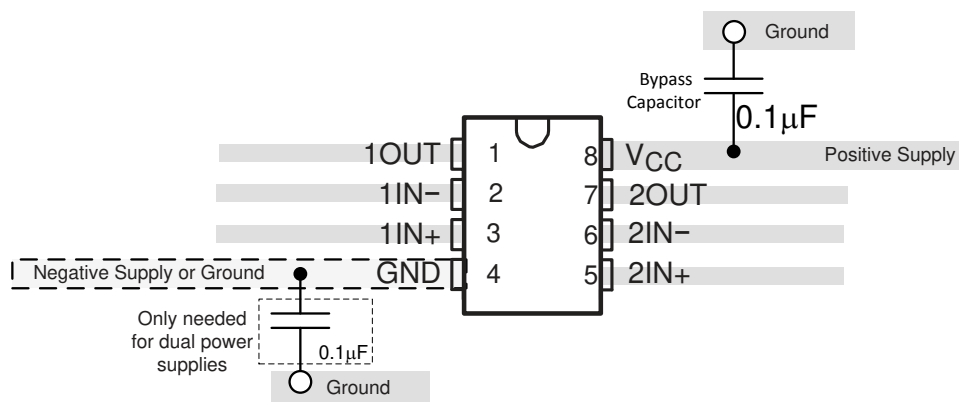 Ground
Bypass
Capacitor
0.1μF
1OUT 1 8 VCC Positive Supply
1IN− 2 7 2OUT
1IN+ 3 6 2IN−
Negative Supply or Ground GND 4 5 2IN+
Only needed
for dual power
supplies
0.1μF
Ground